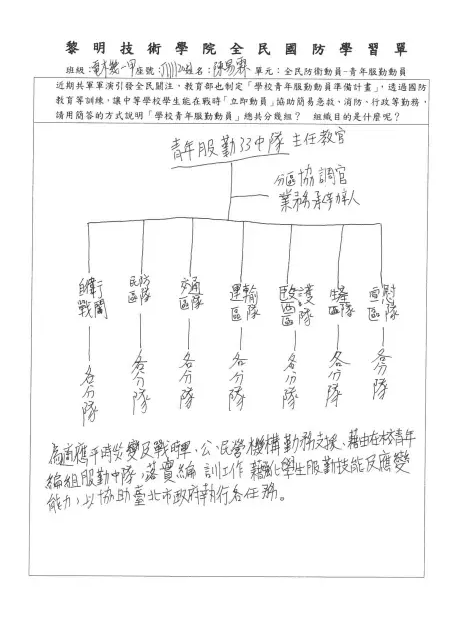 黎明技術學院全民國防學習單
班級：電機一甲 座號： 姓名：陳易霖 單元：全民防衛動員-青年服勤動員
近期共軍軍演引發全民關注，教育部也制定「學校青年服勤動員準備計畫」，透過國防
教育等訓練，讓中等學校學生能在戰時「立即動員」協助簡易急救、消防、行政等勤務，
請用簡答的方式說明「學校青年服勤動員」總共分幾組？ 組織目的是什麼呢？
青年服勤33中隊 主任教官
分區協調官
業務承辦人
自衛行戰鬥
民防區隊
交通區隊
運輸區隊
醫護區隊
生產區隊
宣慰區隊
各分隊
各分隊
各分隊
各分隊
各分隊
各分隊
各分隊
為適應平時災變及戰時軍、公、民營機構勤務支援、藉由在校青年
編組服勤中隊，落實編訓工作 藉強化學生服勤技能及應變
能力，以協助臺北市政府執行各任務。